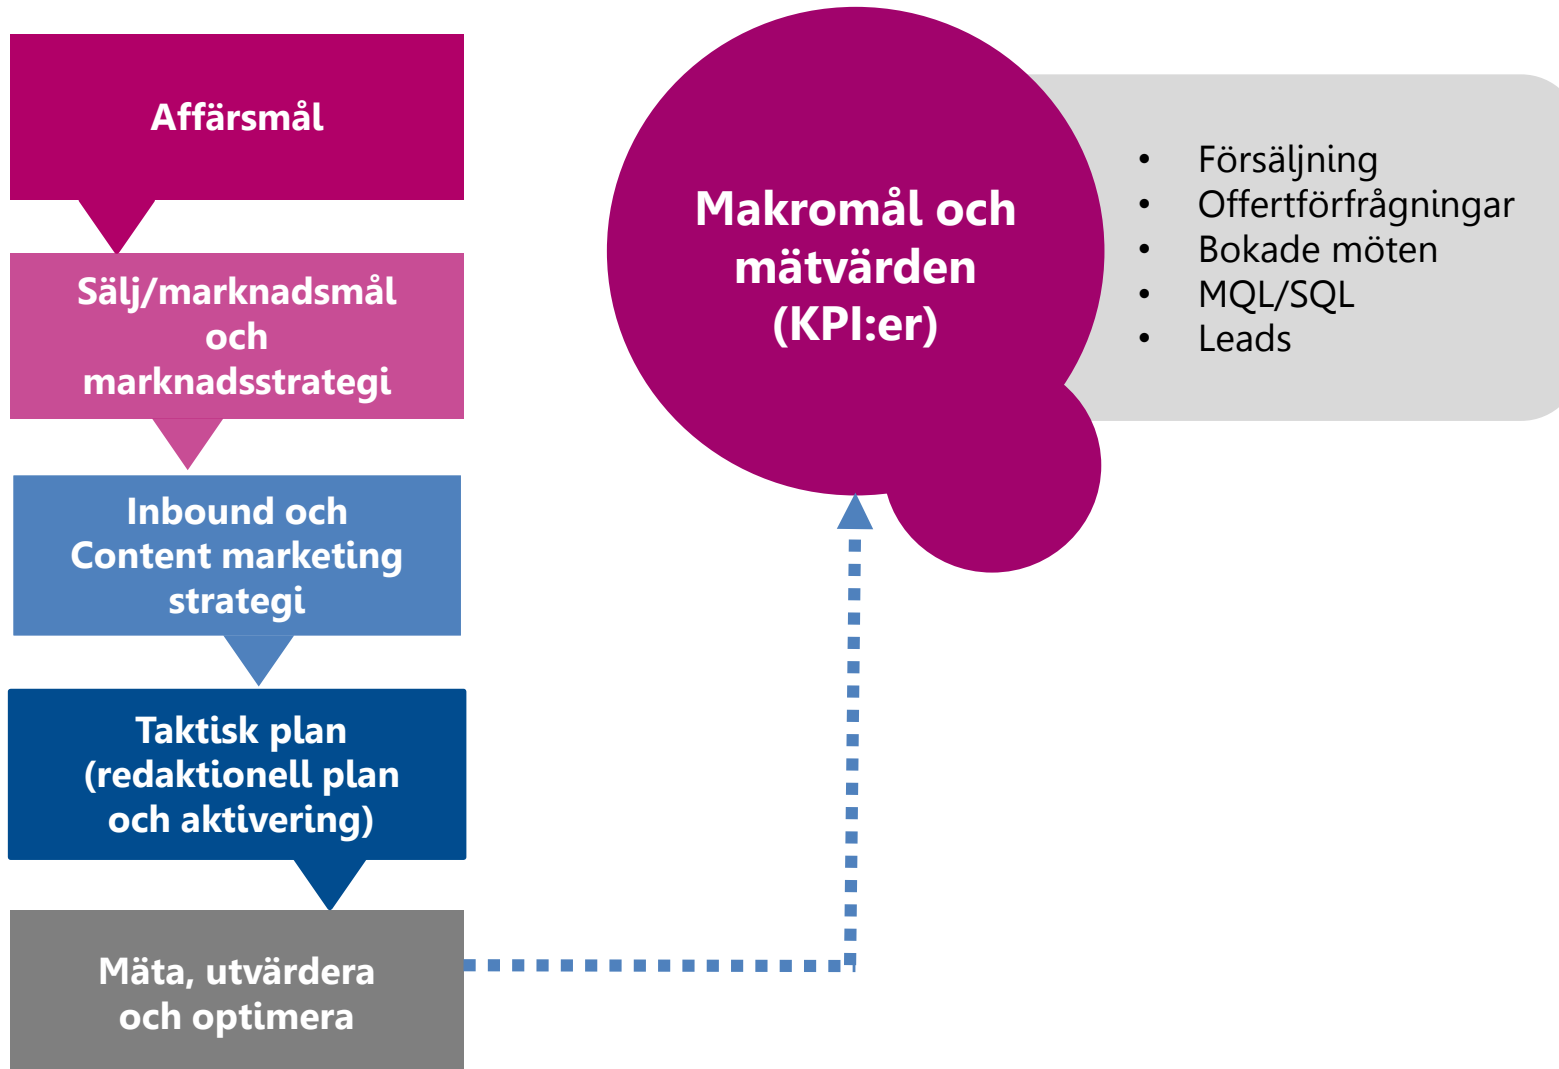 Affärsmål
Sälj/marknadsmål
och
marknadsstrategi
Inbound och
Content marketing
strategi
Taktisk plan
(redaktionell plan
och aktivering)
Mäta, utvärdera
och optimera
Makromål och
mätvärden
(KPI:er)
• Försäljning
• Offertförfrågningar
• Bokade möten
• MQL/SQL
• Leads